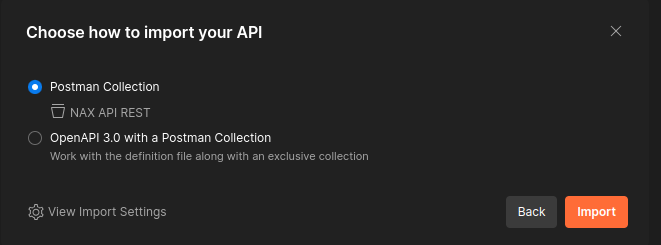 Choose how to import your API
Postman Collection
NAX API REST
OpenAPI 3.0 with a Postman Collection
Work with the definition file along with an exclusive collection
View Import Settings
Back
Import